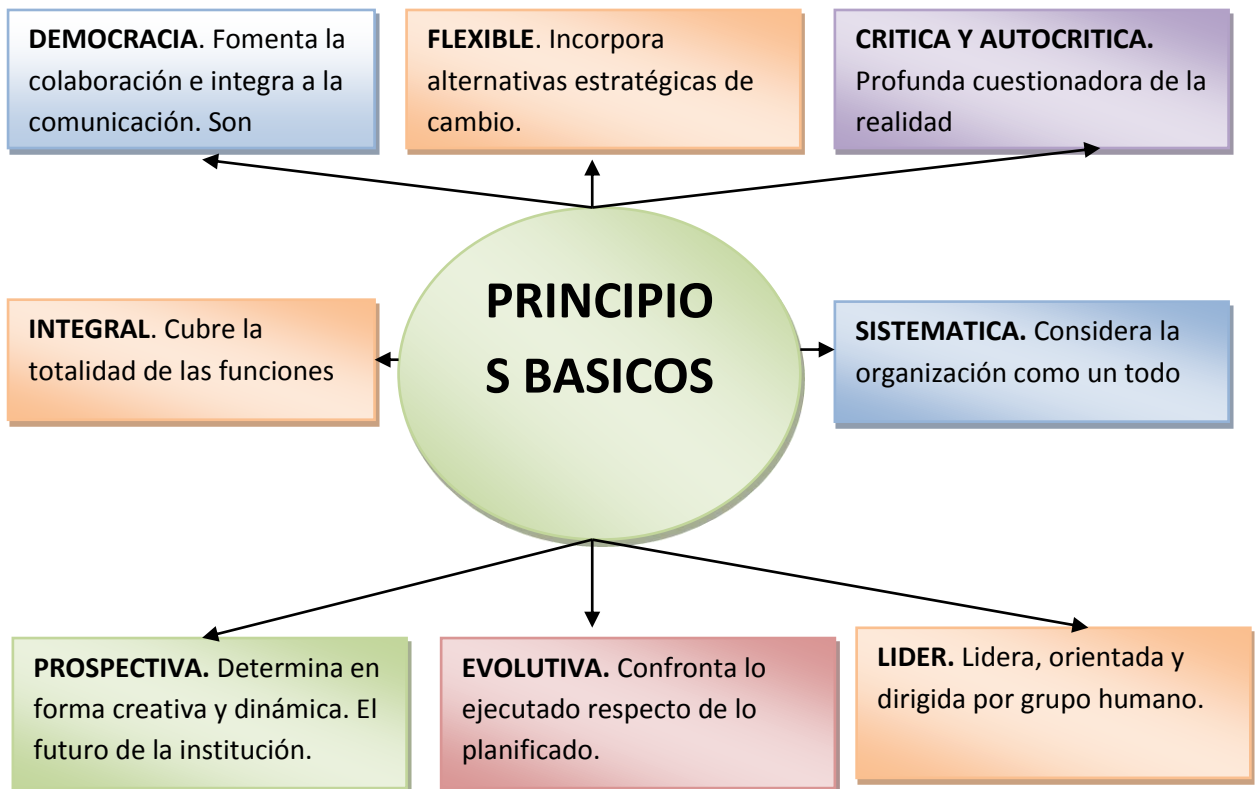 DEMOCRACIA. Fomenta la
colaboración e integra a la
comunicación. Son
FLEXIBLE. Incorpora
alternativas estratégicas de
cambio.
CRITICA Y AUTOCRITICA.
Profunda cuestionadora de la
realidad
INTEGRAL. Cubre la
totalidad de las funciones
PRINCIPIO
S BASICOS
SISTEMATICA. Considera la
organización como un todo
PROSPECTIVA. Determina en
forma creativa y dinámica. El
futuro de la institución.
EVOLUTIVA. Confronta lo
ejecutado respecto de lo
planificado.
LIDER. Lidera, orientada y
dirigida por grupo humano.